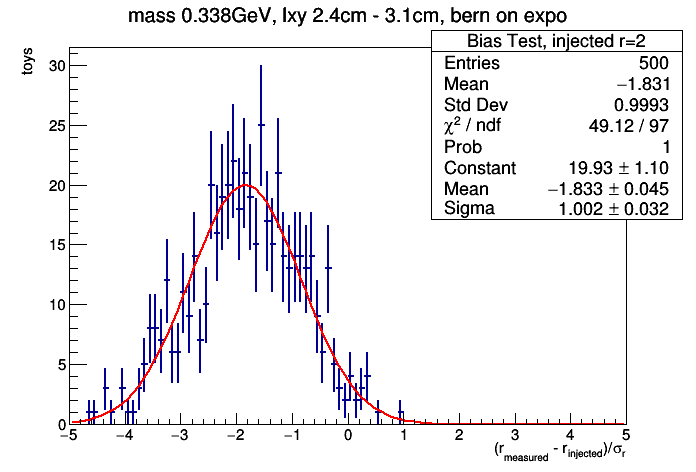 mass 0.338GeV, lxy 2.4cm - 3.1cm, bern on expo
toys
Bias Test, injected r=2
Entries 500
Mean −1.831
Std Dev 0.9993
χ² / ndf 49.12 / 97
Prob 1
Constant 19.93 ± 1.10
Mean −1.833 ± 0.045
Sigma 1.002 ± 0.032
30
25
20
15
10
5
0
−5 −4 −3 −2 −1 0 1 2 3 4 5
(r_measured - r_injected)/σ_r